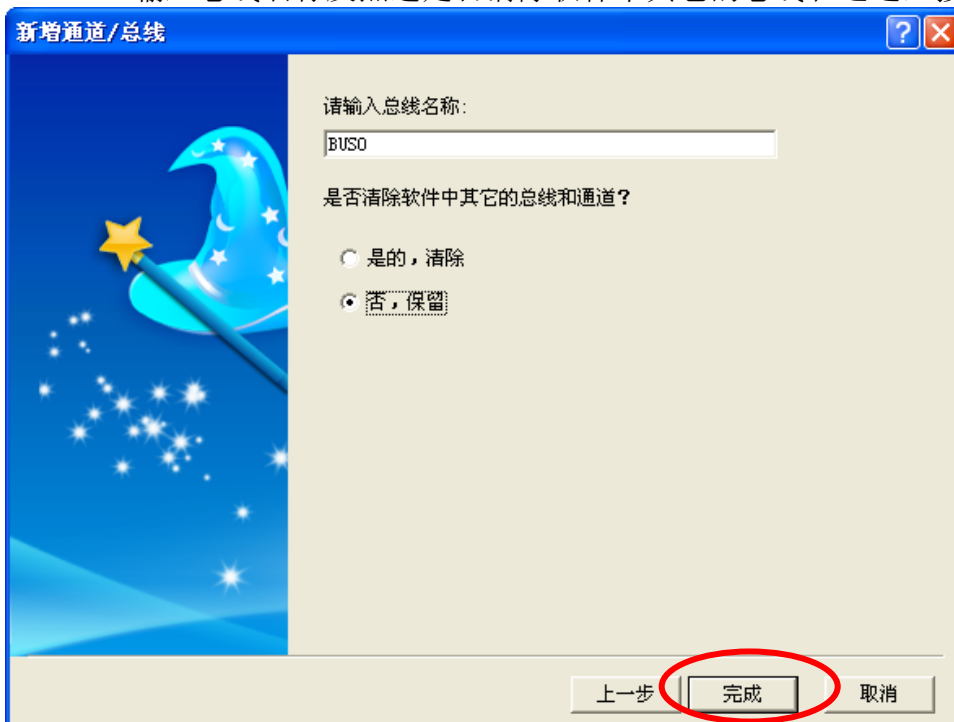 新增通道/总线
请输入总线名称:
BUS0
是否清除软件中其它的总线和通道?
是的,清除
否,保留
上一步
完成
取消